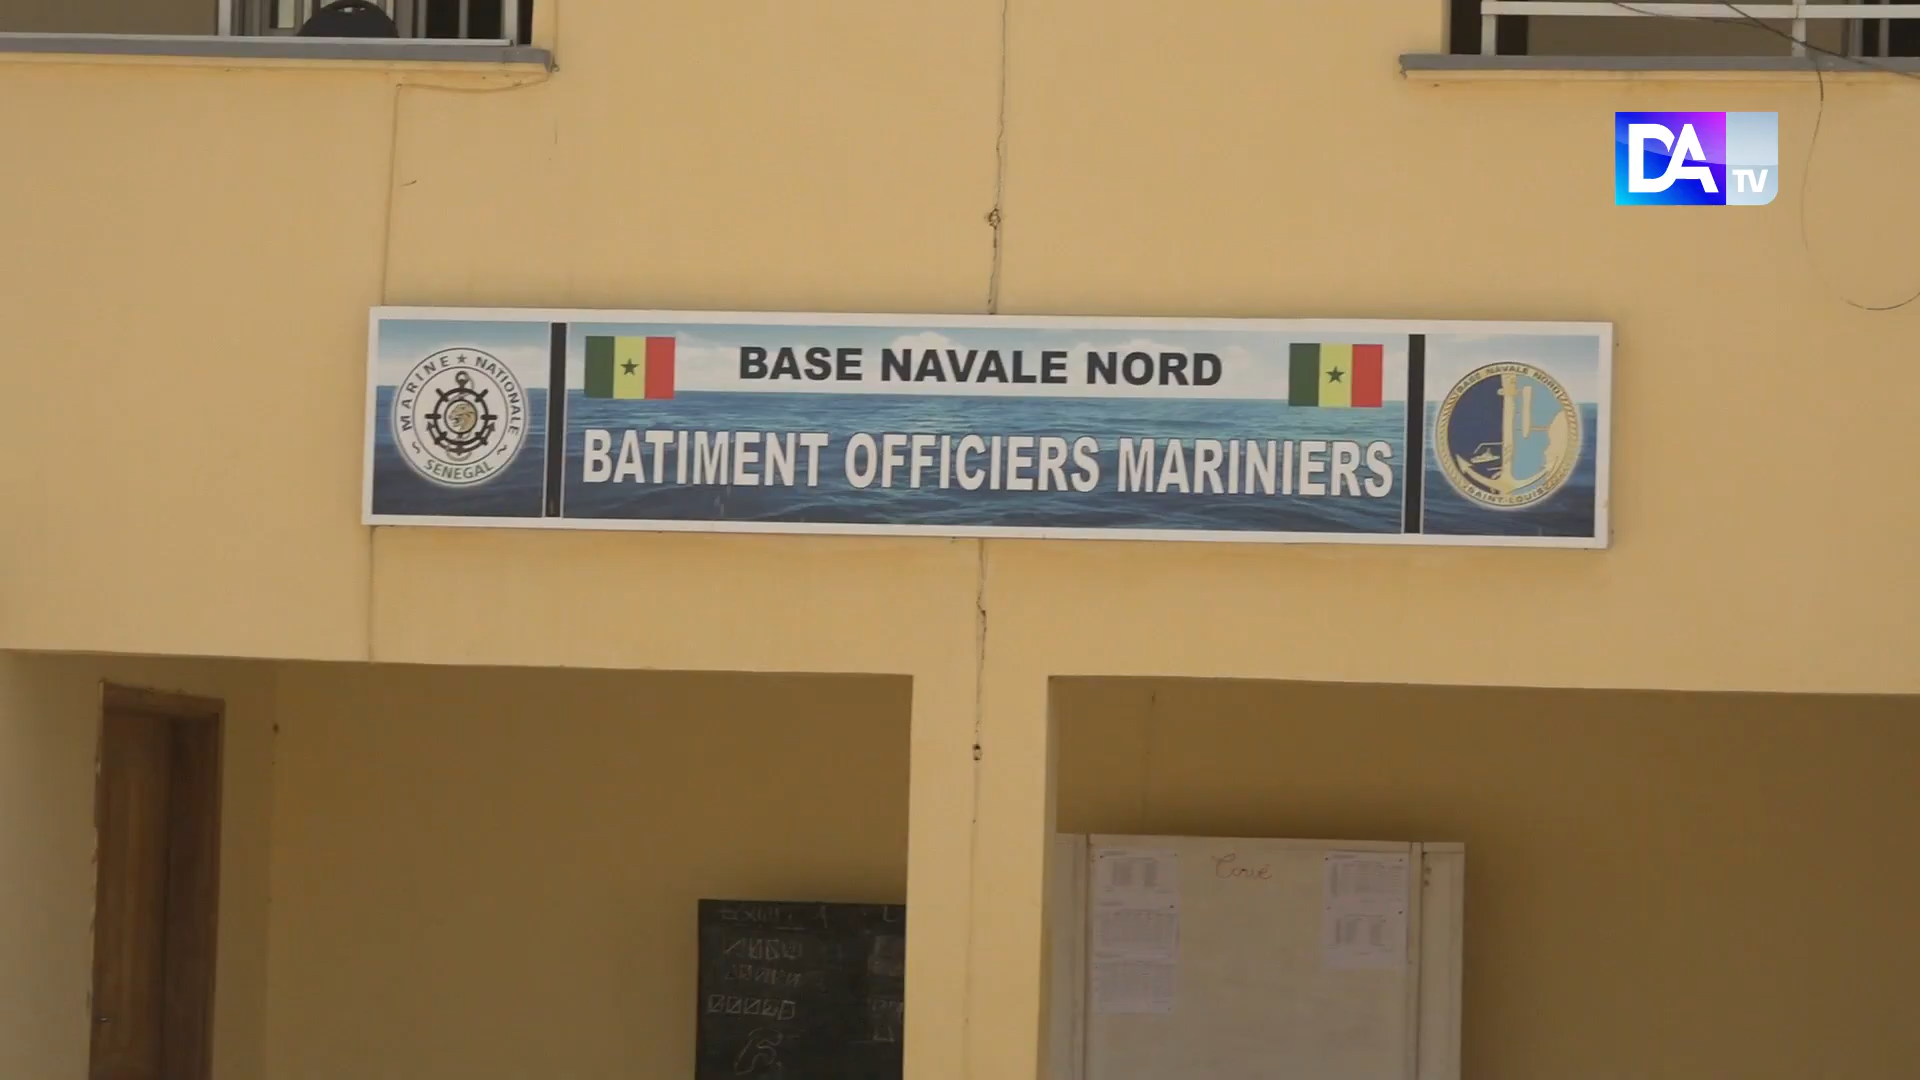 DA TV
BASE NAVALE NORD
BATIMENT OFFICIERS MARINIERS
MARINE ★ NATIONALE
SENEGAL
BASE NAVALE NORD
SAINT-LOUIS